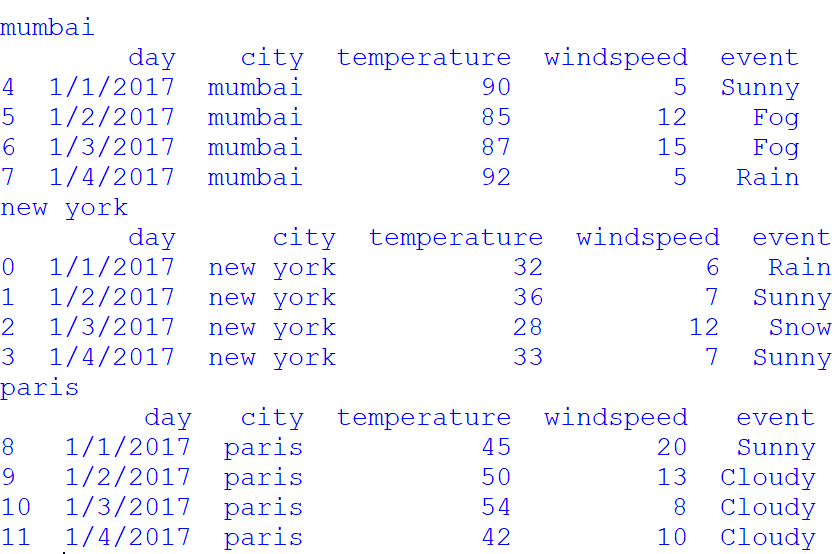 mumbai
        day    city  temperature  windspeed  event
4  1/1/2017  mumbai           90          5  Sunny
5  1/2/2017  mumbai           85         12    Fog
6  1/3/2017  mumbai           87         15    Fog
7  1/4/2017  mumbai           92          5   Rain
new york
        day      city  temperature  windspeed  event
0  1/1/2017  new york           32          6   Rain
1  1/2/2017  new york           36          7  Sunny
2  1/3/2017  new york           28         12   Snow
3  1/4/2017  new york           33          7  Sunny
paris
         day   city  temperature  windspeed   event
8   1/1/2017  paris           45         20   Sunny
9   1/2/2017  paris           50         13  Cloudy
10  1/3/2017  paris           54          8  Cloudy
11  1/4/2017  paris           42         10  Cloudy